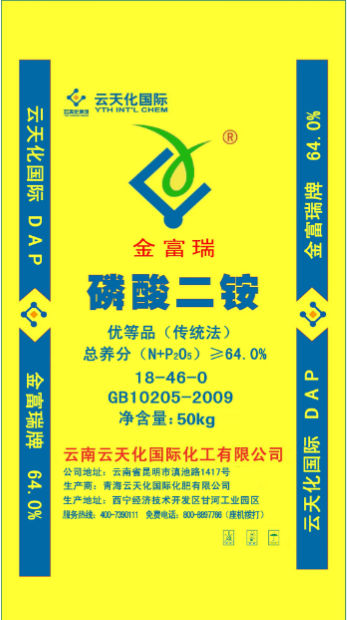 云天化国际
YTH INT'L CHEM
云天化国际 DAP
金富瑞牌 64.0%
®
金富瑞
磷酸二铵
优等品（传统法）
总养分（N+P₂O₅）≥64.0%
18-46-0
GB10205-2009
净含量：50kg
云南云天化国际化工有限公司
公司地址：云南省昆明市滇池路1417号
生产商：青海云天化国际化肥有限公司
生产地址：西宁经济技术开发区甘河工业园区
服务热线：400-7390111 免费电话：800-8897766（座机拨打）
金富瑞牌 64.0%
云天化国际 DAP